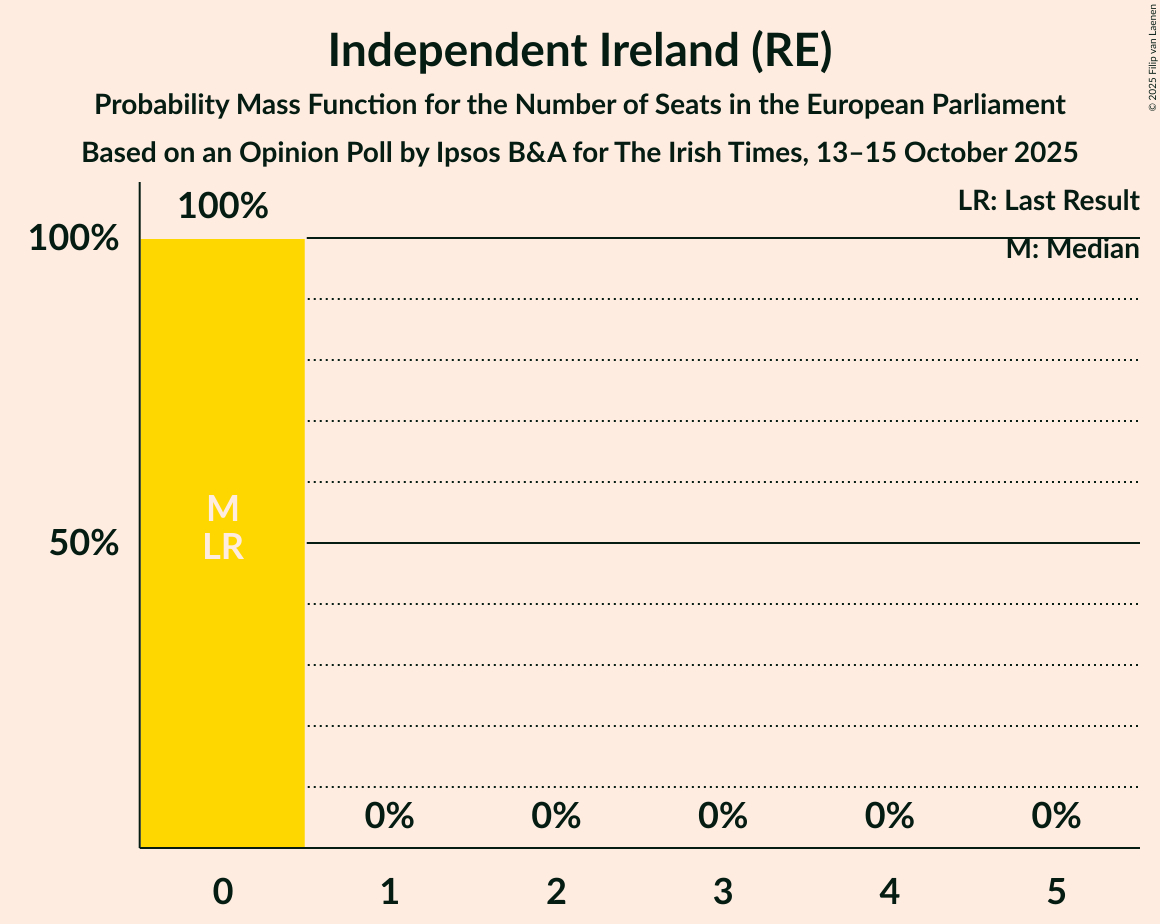 Independent Ireland (RE)
Probability Mass Function for the Number of Seats in the European Parliament
Based on an Opinion Poll by Ipsos B&A for The Irish Times, 13–15 October 2025
© 2025 Filip van Laenen
LR: Last Result
M: Median
100%
100%
50%
M
LR
0% 0% 0% 0% 0%
0 1 2 3 4 5